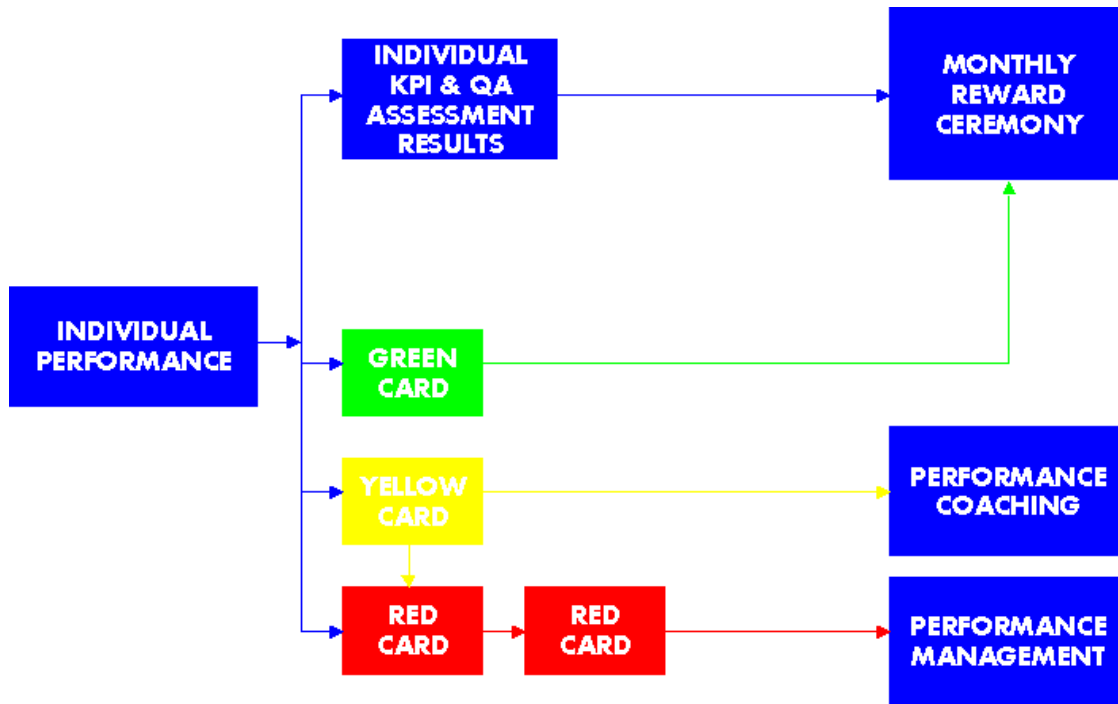 INDIVIDUAL
KPI & QA
ASSESSMENT
RESULTS
MONTHLY
REWARD
CEREMONY
INDIVIDUAL
PERFORMANCE
GREEN
CARD
YELLOW
CARD
PERFORMANCE
COACHING
RED
CARD
RED
CARD
PERFORMANCE
MANAGEMENT